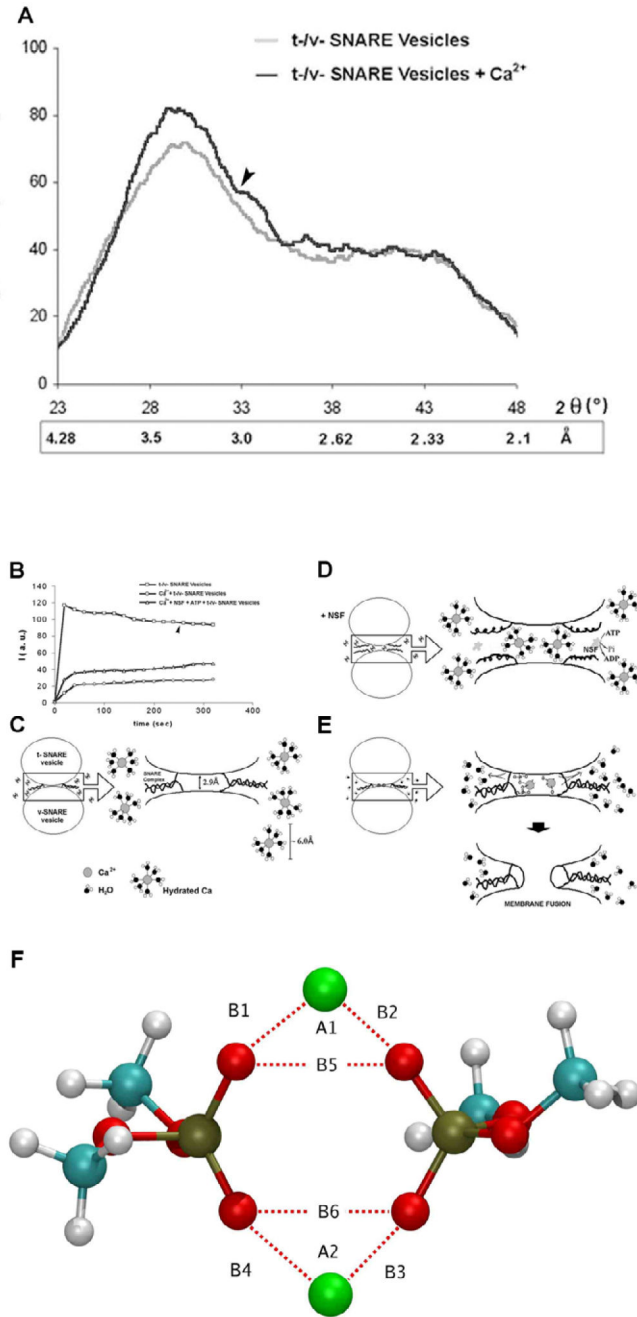 A
t-/v- SNARE Vesicles
t-/v- SNARE Vesicles + Ca²⁺
100
80
60
40
20
0
23 28 33 38 43 48 2 θ (°)
4.28 3.5 3.0 2.62 2.33 2.1 Å
B
t-/v- SNARE Vesicles
Ca²⁺ + t-/v- SNARE Vesicles
Ca²⁺ + NSF + ATP + t-/v- SNARE Vesicles
I ( a. u.)
140
120
100
80
60
40
20
0
0 200 400
time (sec)
D
+ NSF
ATP
NSF
Pi
ADP
C
t- SNARE
vesicle
v-SNARE
vesicle
SNARE
Complex
2.9Å
~ 6.0Å
Ca²⁺
H₂O
Hydrated Ca
E
MEMBRANE FUSION
F
B1
A1
B2
B5
B6
A2
B4
B3